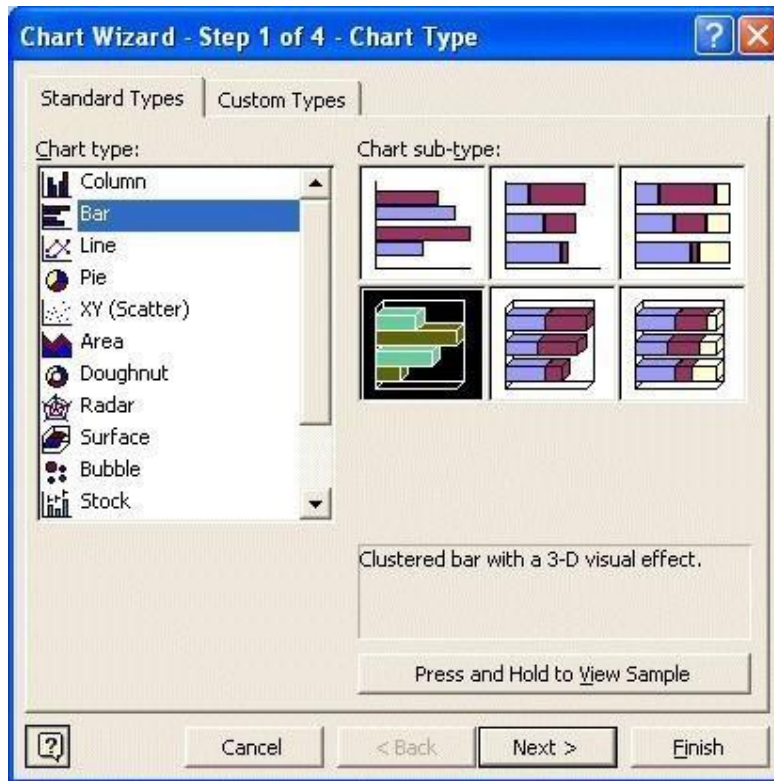 Chart Wizard - Step 1 of 4 - Chart Type
?
Standard Types
Custom Types
Chart type:
Column
Bar
Line
Pie
XY (Scatter)
Area
Doughnut
Radar
Surface
Bubble
Stock
Chart sub-type:
Clustered bar with a 3-D visual effect.
Press and Hold to View Sample
?
Cancel
< Back
Next >
Finish